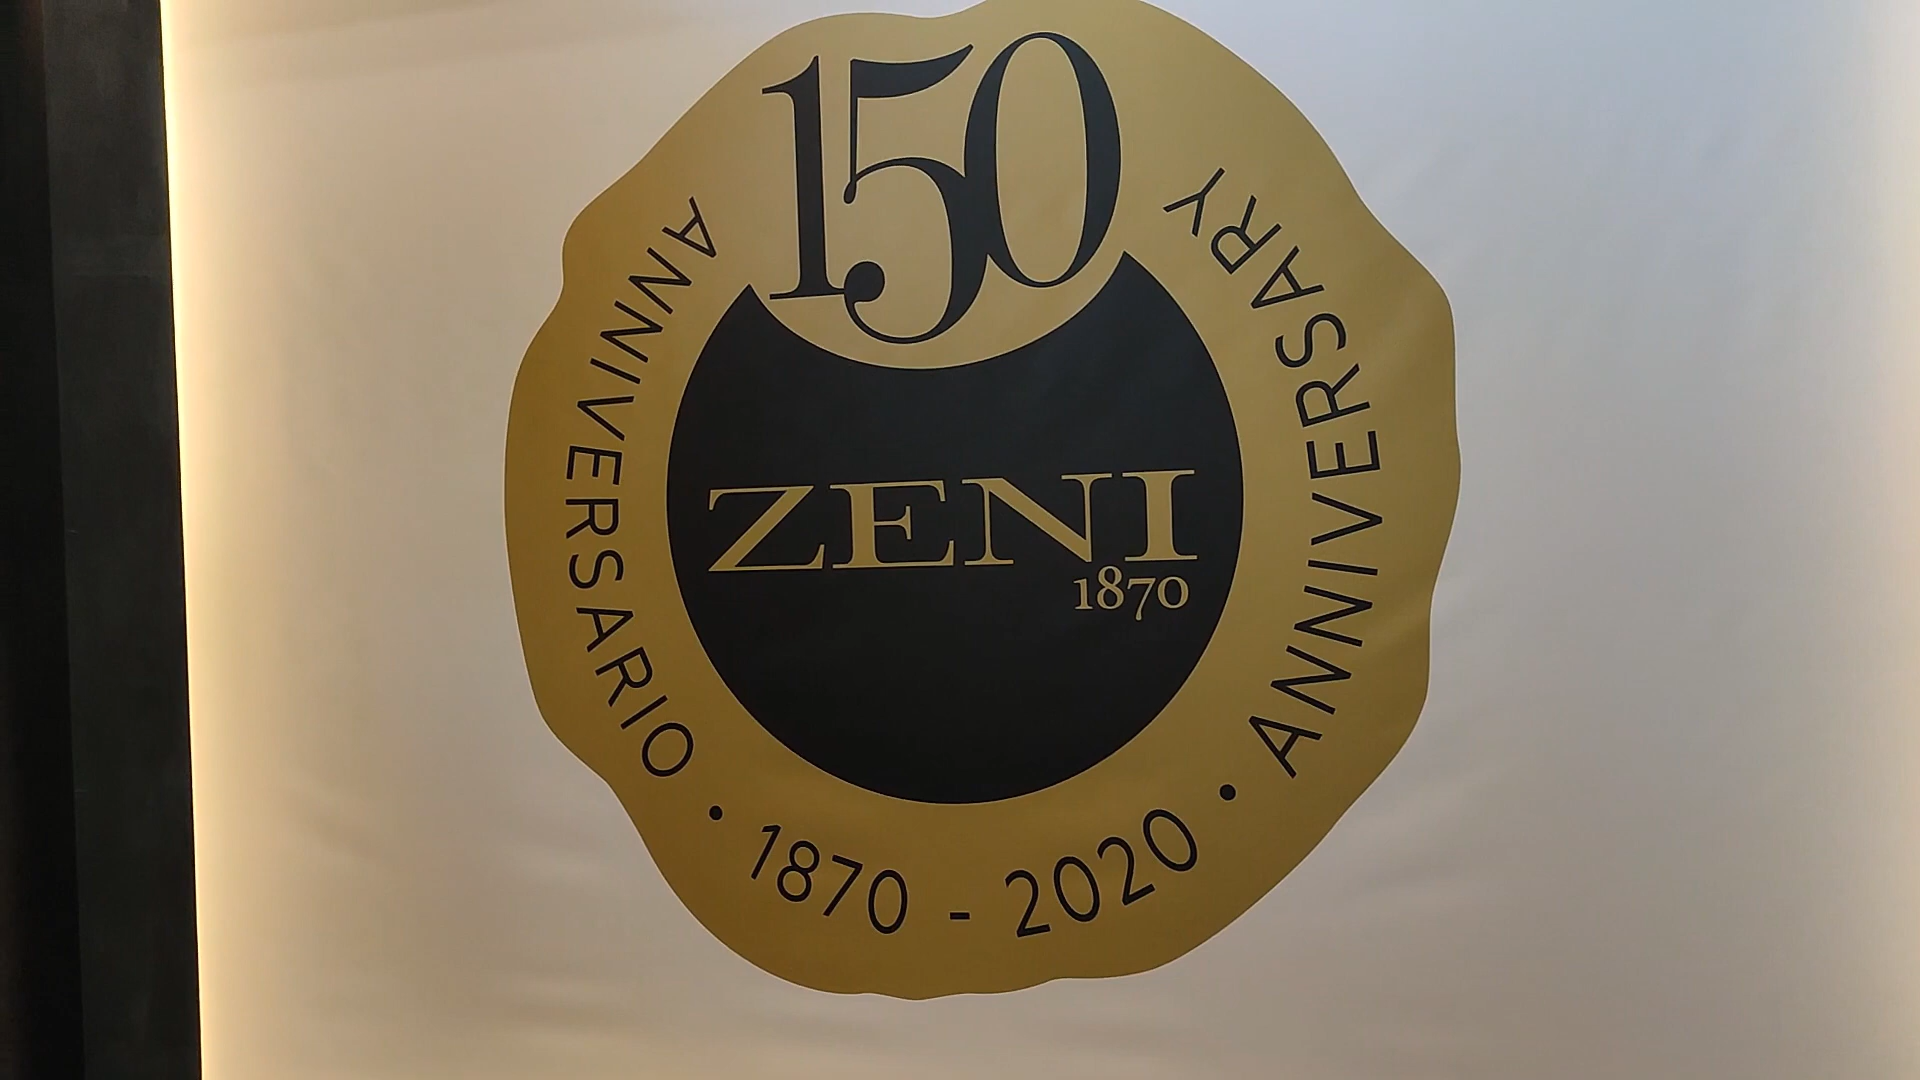 150
ZENI
1870
ANNIVERSARIO • 1870 - 2020 • ANNIVERSARY